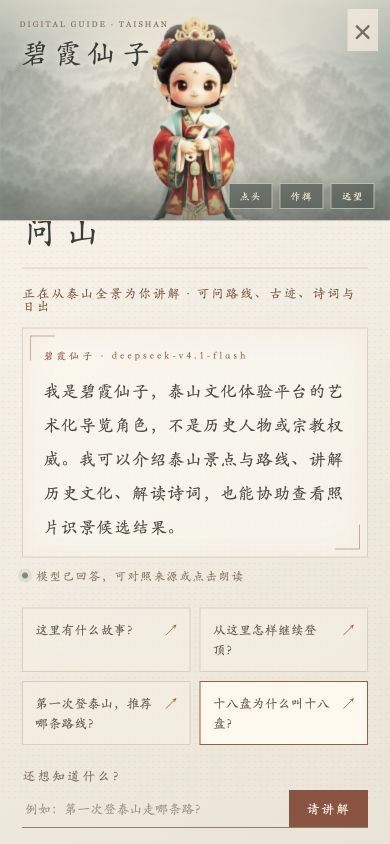 DIGITAL GUIDE · TAISHAN
碧霞仙子
点头
作揖
远望
问山
正在从泰山全景为你讲解 · 可问路线、古迹、诗词与
日出
碧霞仙子 · deepseek-v4.1-flash
我是碧霞仙子，泰山文化体验平台的艺
术化导览角色，不是历史人物或宗教权
威。我可以介绍泰山景点与路线、讲解
历史文化、解读诗词，也能协助查看照
片识景候选结果。
模型已回答，可对照来源或点击朗读
这里有什么故事？
从这里怎样继续登
顶？
第一次登泰山，推荐
哪条路线？
十八盘为什么叫十八
盘？
还想知道什么？
例如：第一次登泰山走哪条路？
请讲解